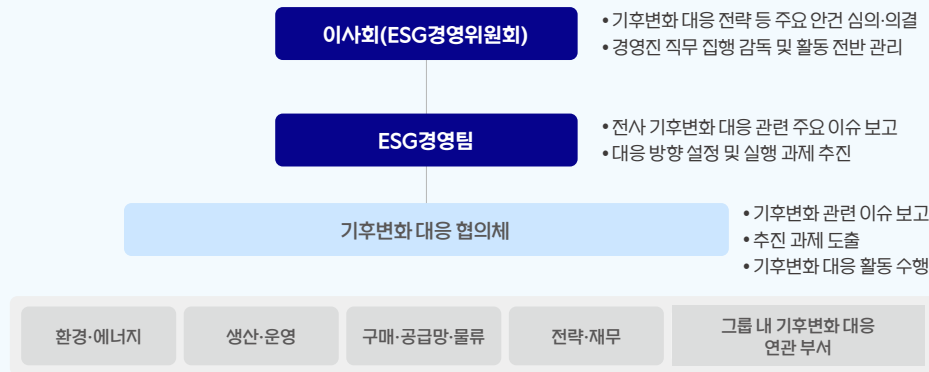 이사회(ESG경영위원회)
• 기후변화 대응 전략 등 주요 안건 심의·의결
• 경영진 직무 집행 감독 및 활동 전반 관리
ESG경영팀
• 전사 기후변화 대응 관련 주요 이슈 보고
• 대응 방향 설정 및 실행 과제 추진
기후변화 대응 협의체
• 기후변화 관련 이슈 보고
• 추진 과제 도출
• 기후변화 대응 활동 수행
환경·에너지
생산·운영
구매·공급망·물류
전략·재무
그룹 내 기후변화 대응
연관 부서